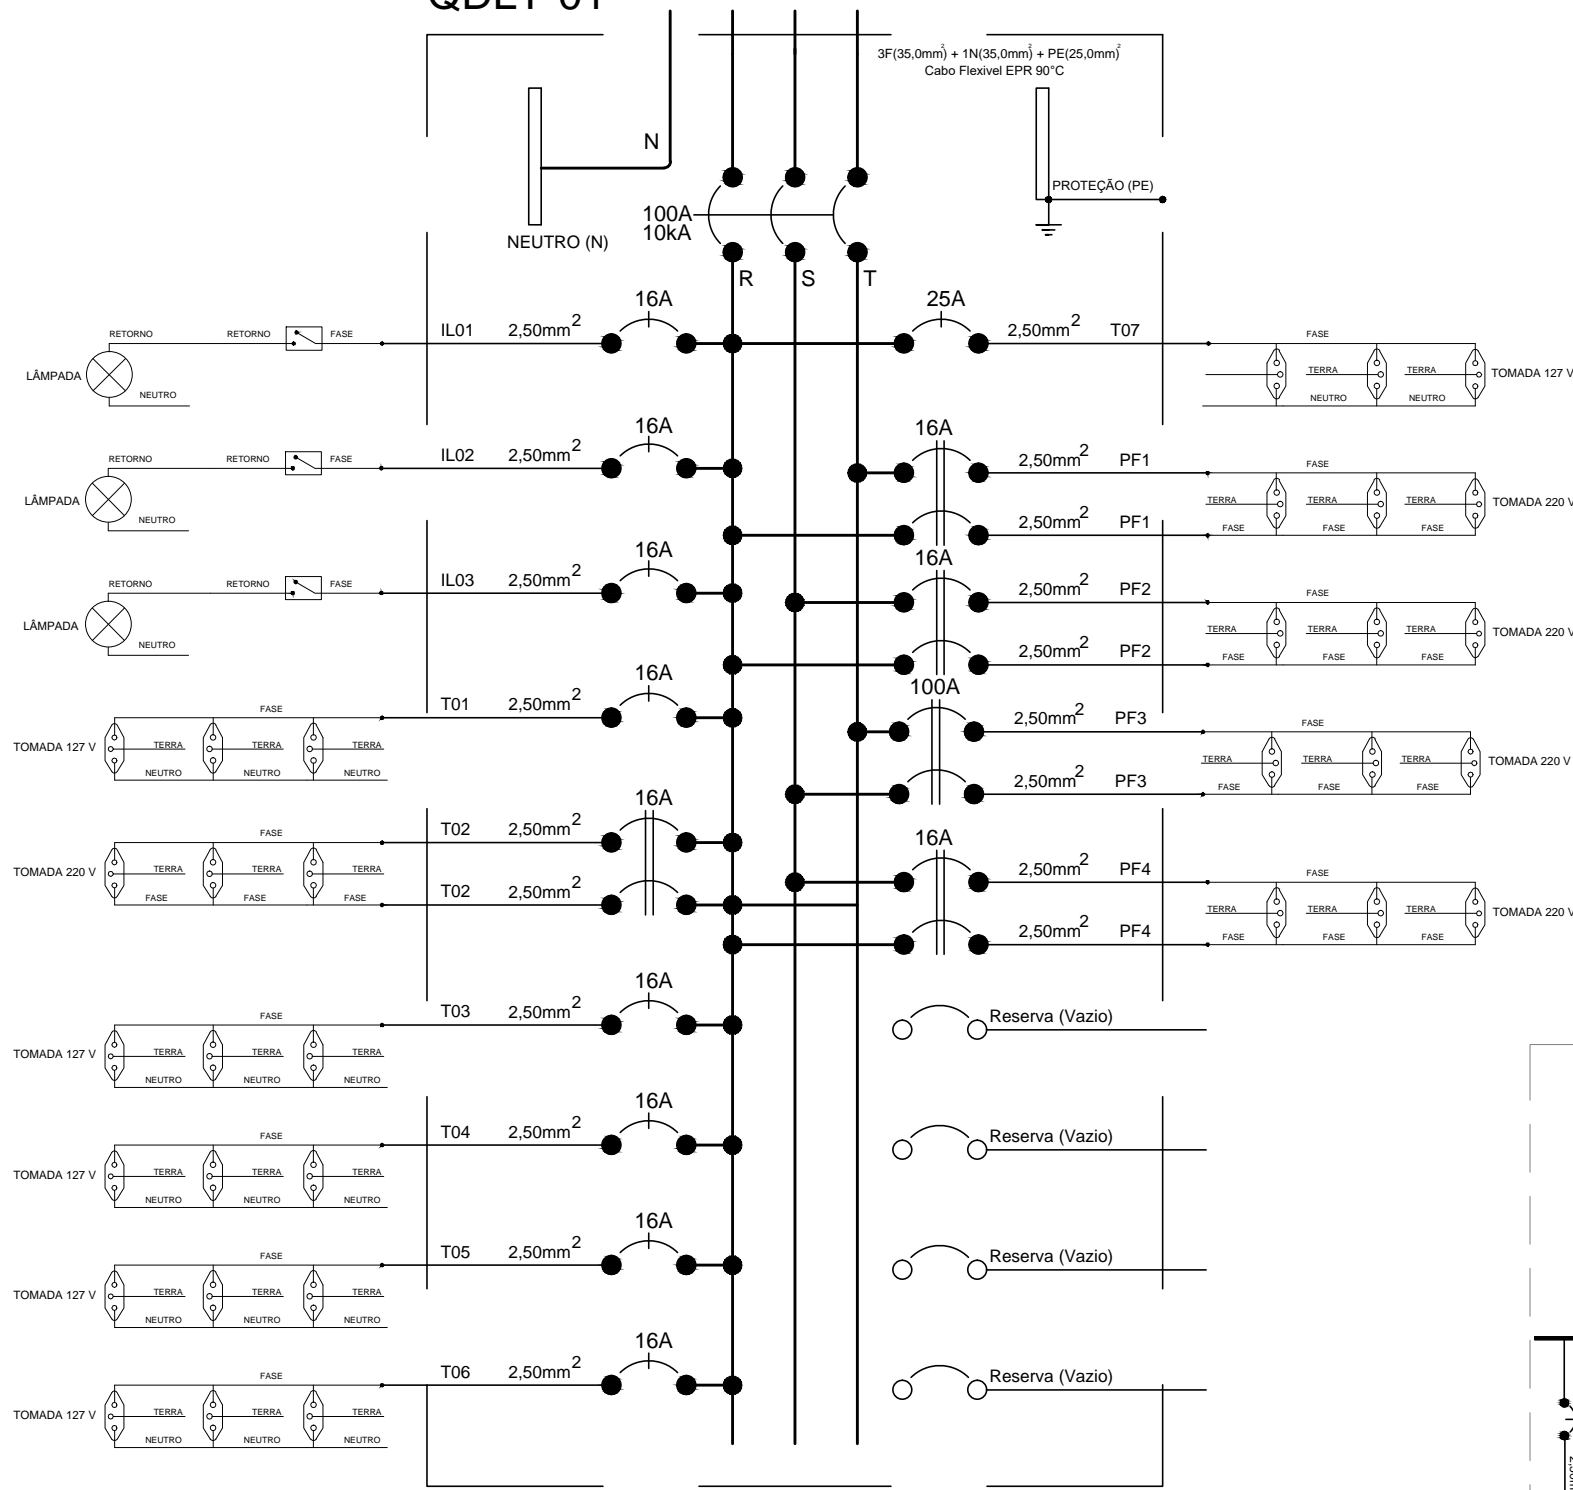 QDLT 01
3F(35,0mm²) + 1N(35,0mm²) + PE(25,0mm²)
Cabo Flexivel EPR 90°C
N
NEUTRO (N)
PROTEÇÃO (PE)
100A
10kA
R S T
RETORNO RETORNO FASE IL01 2,50mm² 16A
LÂMPADA
NEUTRO
25A 2,50mm² T07 FASE
TERRA TERRA TOMADA 127 V
NEUTRO NEUTRO
RETORNO RETORNO FASE IL02 2,50mm² 16A
LÂMPADA
NEUTRO
16A 2,50mm² PF1 FASE
TERRA TERRA TERRA TOMADA 220 V
2,50mm² PF1 FASE FASE FASE
RETORNO RETORNO FASE IL03 2,50mm² 16A
LÂMPADA
NEUTRO
16A 2,50mm² PF2 FASE
TERRA TERRA TERRA TOMADA 220 V
2,50mm² PF2 FASE FASE FASE
FASE T01 2,50mm² 16A
TOMADA 127 V TERRA TERRA TERRA
NEUTRO NEUTRO NEUTRO
100A 2,50mm² PF3 FASE
TERRA TERRA TERRA TOMADA 220 V
2,50mm² PF3 FASE FASE FASE
FASE T02 2,50mm² 16A
TOMADA 220 V TERRA TERRA TERRA
FASE FASE FASE T02 2,50mm²
16A 2,50mm² PF4 FASE
TERRA TERRA TERRA TOMADA 220 V
2,50mm² PF4 FASE FASE FASE
FASE T03 2,50mm² 16A
TOMADA 127 V TERRA TERRA TERRA
NEUTRO NEUTRO NEUTRO
Reserva (Vazio)
FASE T04 2,50mm² 16A
TOMADA 127 V TERRA TERRA TERRA
NEUTRO NEUTRO NEUTRO
Reserva (Vazio)
FASE T05 2,50mm² 16A
TOMADA 127 V TERRA TERRA TERRA
NEUTRO NEUTRO NEUTRO
Reserva (Vazio)
FASE T06 2,50mm² 16A
TOMADA 127 V TERRA TERRA TERRA
NEUTRO NEUTRO NEUTRO
Reserva (Vazio)